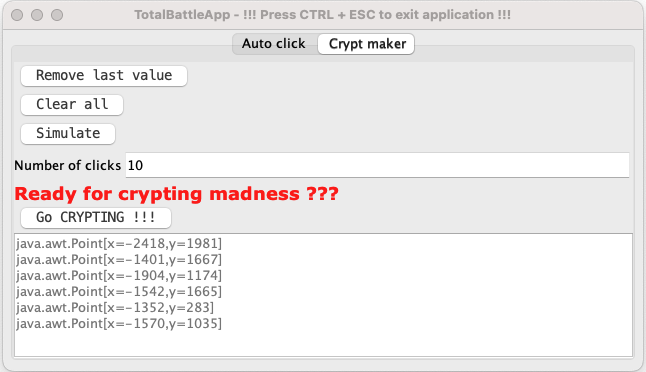 TotalBattleApp - !!! Press CTRL + ESC to exit application !!!
Auto click Crypt maker
Remove last value
Clear all
Simulate
Number of clicks 10
Ready for crypting madness ???
Go CRYPTING !!!
java.awt.Point[x=-2418,y=1981]
java.awt.Point[x=-1401,y=1667]
java.awt.Point[x=-1904,y=1174]
java.awt.Point[x=-1542,y=1665]
java.awt.Point[x=-1352,y=283]
java.awt.Point[x=-1570,y=1035]